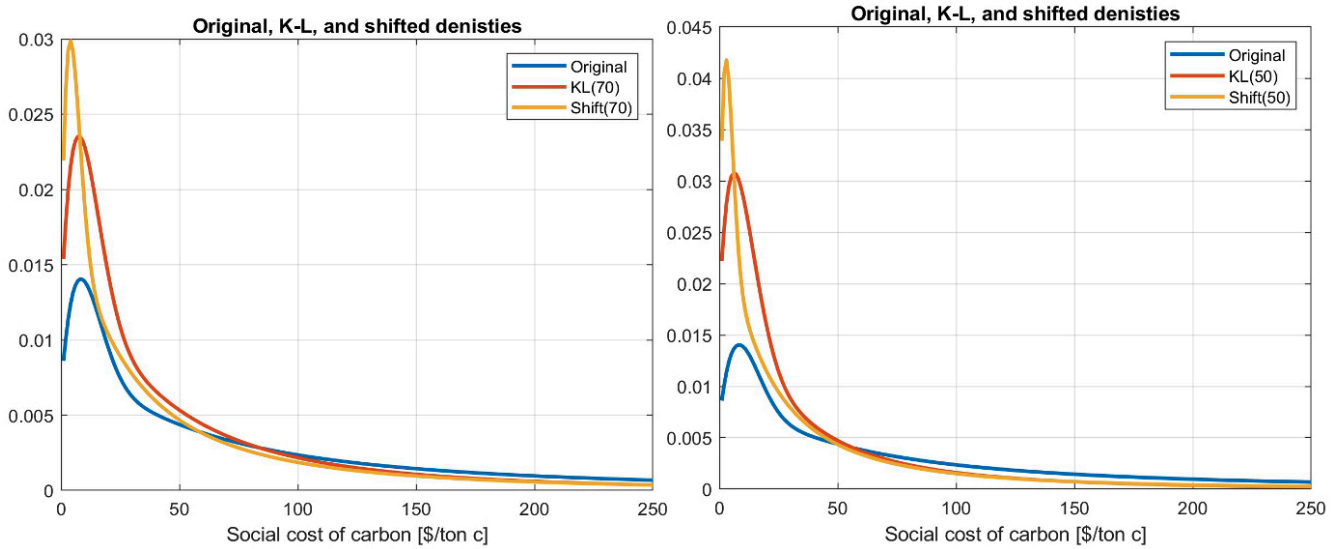 Original, K-L, and shifted denisties
0.03
0.025
0.02
0.015
0.01
0.005
0
0 50 100 150 200 250
Social cost of carbon [$/ton c]
Original
KL(70)
Shift(70)
Original, K-L, and shifted denisties
0.045
0.04
0.035
0.03
0.025
0.02
0.015
0.01
0.005
0
0 50 100 150 200 250
Social cost of carbon [$/ton c]
Original
KL(50)
Shift(50)